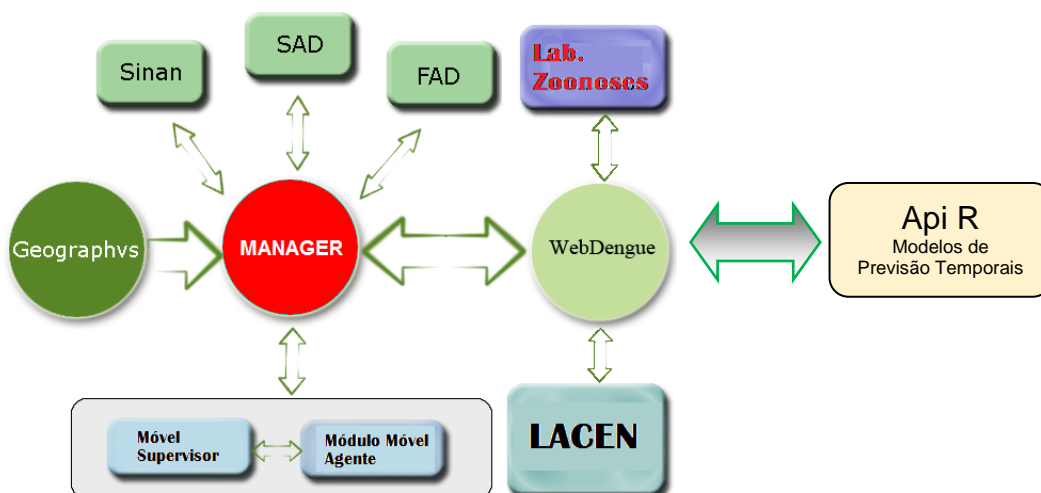 SAD
Sinan
FAD
Lab.
Zoonoses
Geographvs
MANAGER
WebDengue
Api R
Modelos de
Previsão Temporais
Móvel
Supervisor
Módulo Móvel
Agente
LACEN